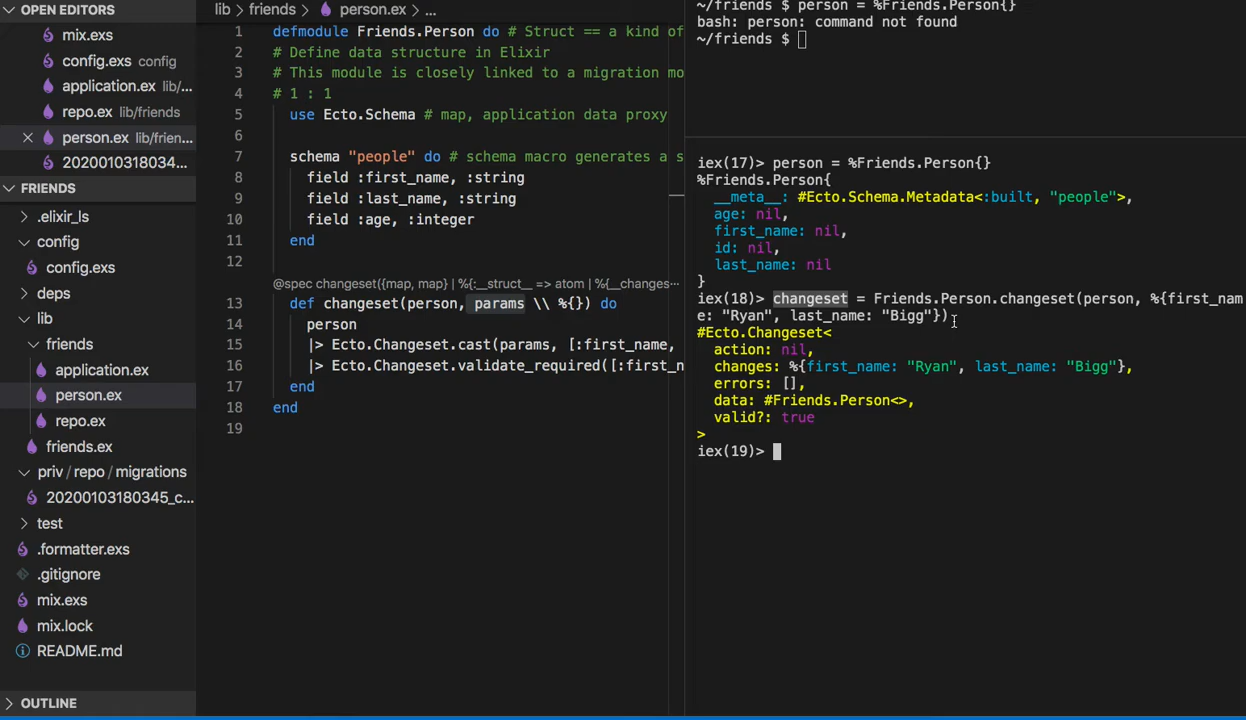 OPEN EDITORS
mix.exs
config.exs config
application.ex lib/...
repo.ex lib/friends
person.ex lib/frien...
2020010318034...
FRIENDS
.elixir_ls
config
config.exs
deps
lib
friends
application.ex
person.ex
repo.ex
friends.ex
priv / repo / migrations
20200103180345_c...
test
.formatter.exs
.gitignore
mix.exs
mix.lock
README.md
OUTLINE
lib > friends > person.ex > ...
1 defmodule Friends.Person do # Struct == a kind of
2 # Define data structure in Elixir
3 # This module is closely linked to a migration mo
4 # 1 : 1
5 use Ecto.Schema # map, application data proxy
6
7 schema "people" do # schema macro generates a s
8 field :first_name, :string
9 field :last_name, :string
10 field :age, :integer
11 end
12
@spec changeset({map, map} | %{:__struct__ => atom | %{__changes...
13 def changeset(person, params \\ %{}) do
14 person
15 |> Ecto.Changeset.cast(params, [:first_name,
16 |> Ecto.Changeset.validate_required([:first_n
17 end
18 end
19
~/friends $ person = %Friends.Person{}
bash: person: command not found
~/friends $
iex(17)> person = %Friends.Person{}
%Friends.Person{
__meta__: #Ecto.Schema.Metadata<:built, "people">,
age: nil,
first_name: nil,
id: nil,
last_name: nil
}
iex(18)> changeset = Friends.Person.changeset(person, %{first_nam
e: "Ryan", last_name: "Bigg"})
#Ecto.Changeset<
action: nil,
changes: %{first_name: "Ryan", last_name: "Bigg"},
errors: [],
data: #Friends.Person<>,
valid?: true
>
iex(19)>